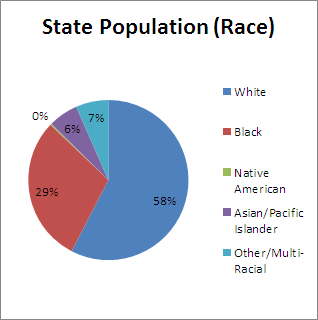 State Population (Race)
0%
6%
7%
29%
58%
White
Black
Native
American
Asian/Pacific
Islander
Other/Multi-
Racial